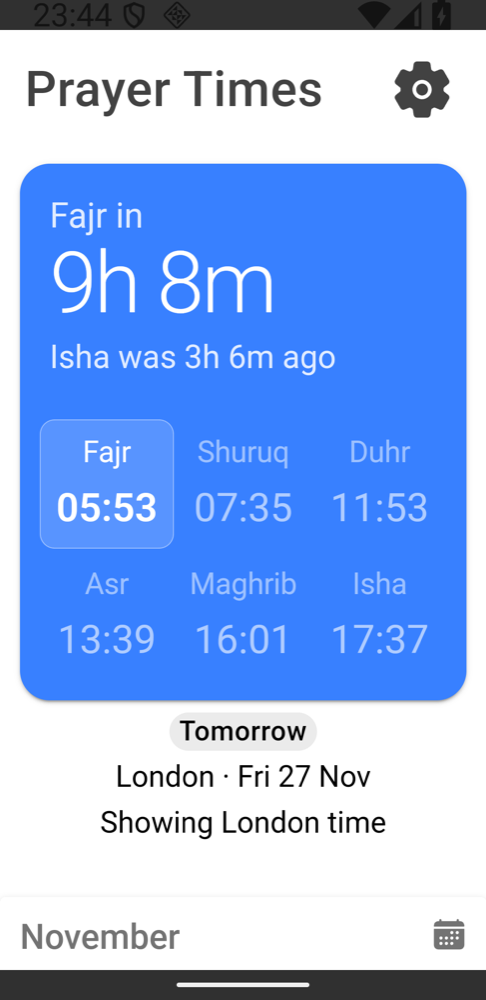 23:44
Prayer Times
Fajr in
9h 8m
Isha was 3h 6m ago
Fajr Shuruq Duhr
05:53 07:35 11:53
Asr Maghrib Isha
13:39 16:01 17:37
Tomorrow
London · Fri 27 Nov
Showing London time
November